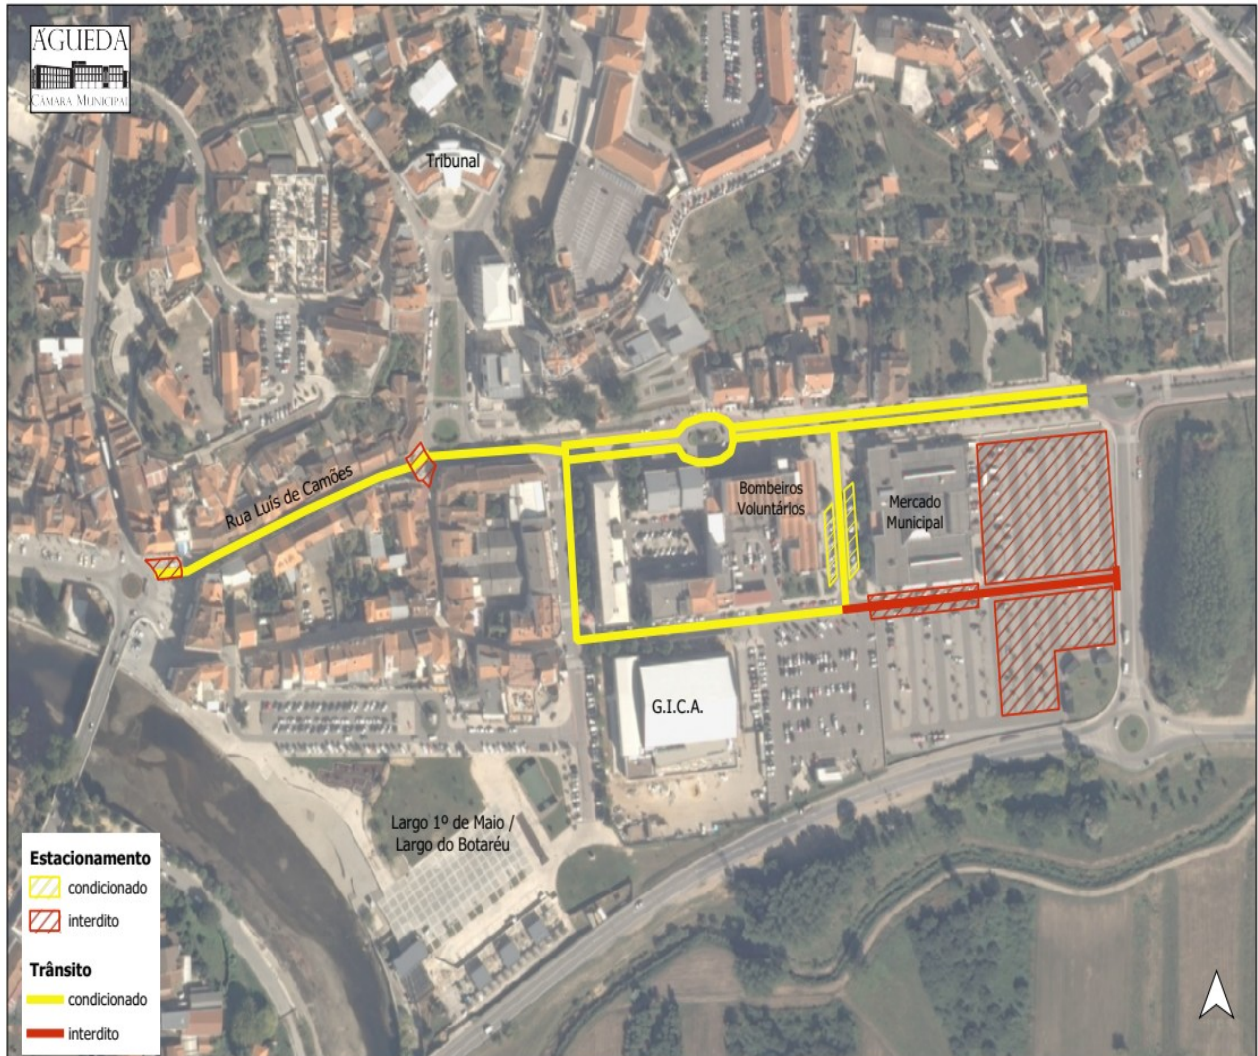 ÁGUEDA
CÂMARA MUNICIPAL
Tribunal
Rua Luís de Camões
Bombeiros
Voluntários
Mercado
Municipal
G.I.C.A.
Largo 1º de Maio /
Largo do Botaréu
Estacionamento
condicionado
interdito
Trânsito
condicionado
interdito